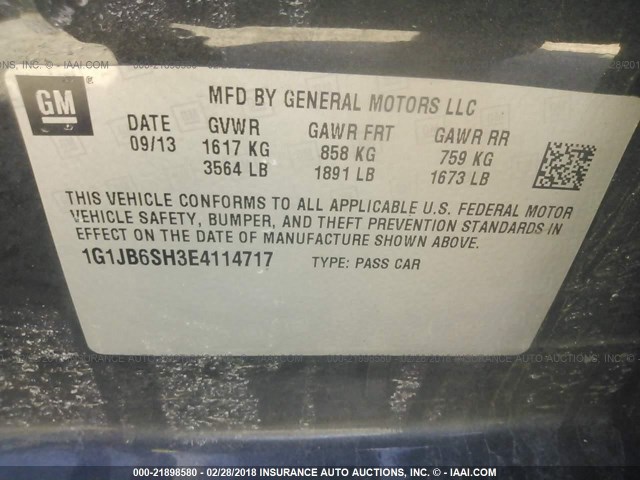 GM
MFD BY GENERAL MOTORS LLC
DATE GVWR GAWR FRT GAWR RR
09/13 1617 KG 858 KG 759 KG
3564 LB 1891 LB 1673 LB
THIS VEHICLE CONFORMS TO ALL APPLICABLE U.S. FEDERAL MOTOR
VEHICLE SAFETY, BUMPER, AND THEFT PREVENTION STANDARDS IN
EFFECT ON THE DATE OF MANUFACTURE SHOWN ABOVE.
1G1JB6SH3E4114717 TYPE: PASS CAR
000-21898580 - 02/28/2018 - INSURANCE AUTO AUCTIONS, INC. © - IAAI.COM